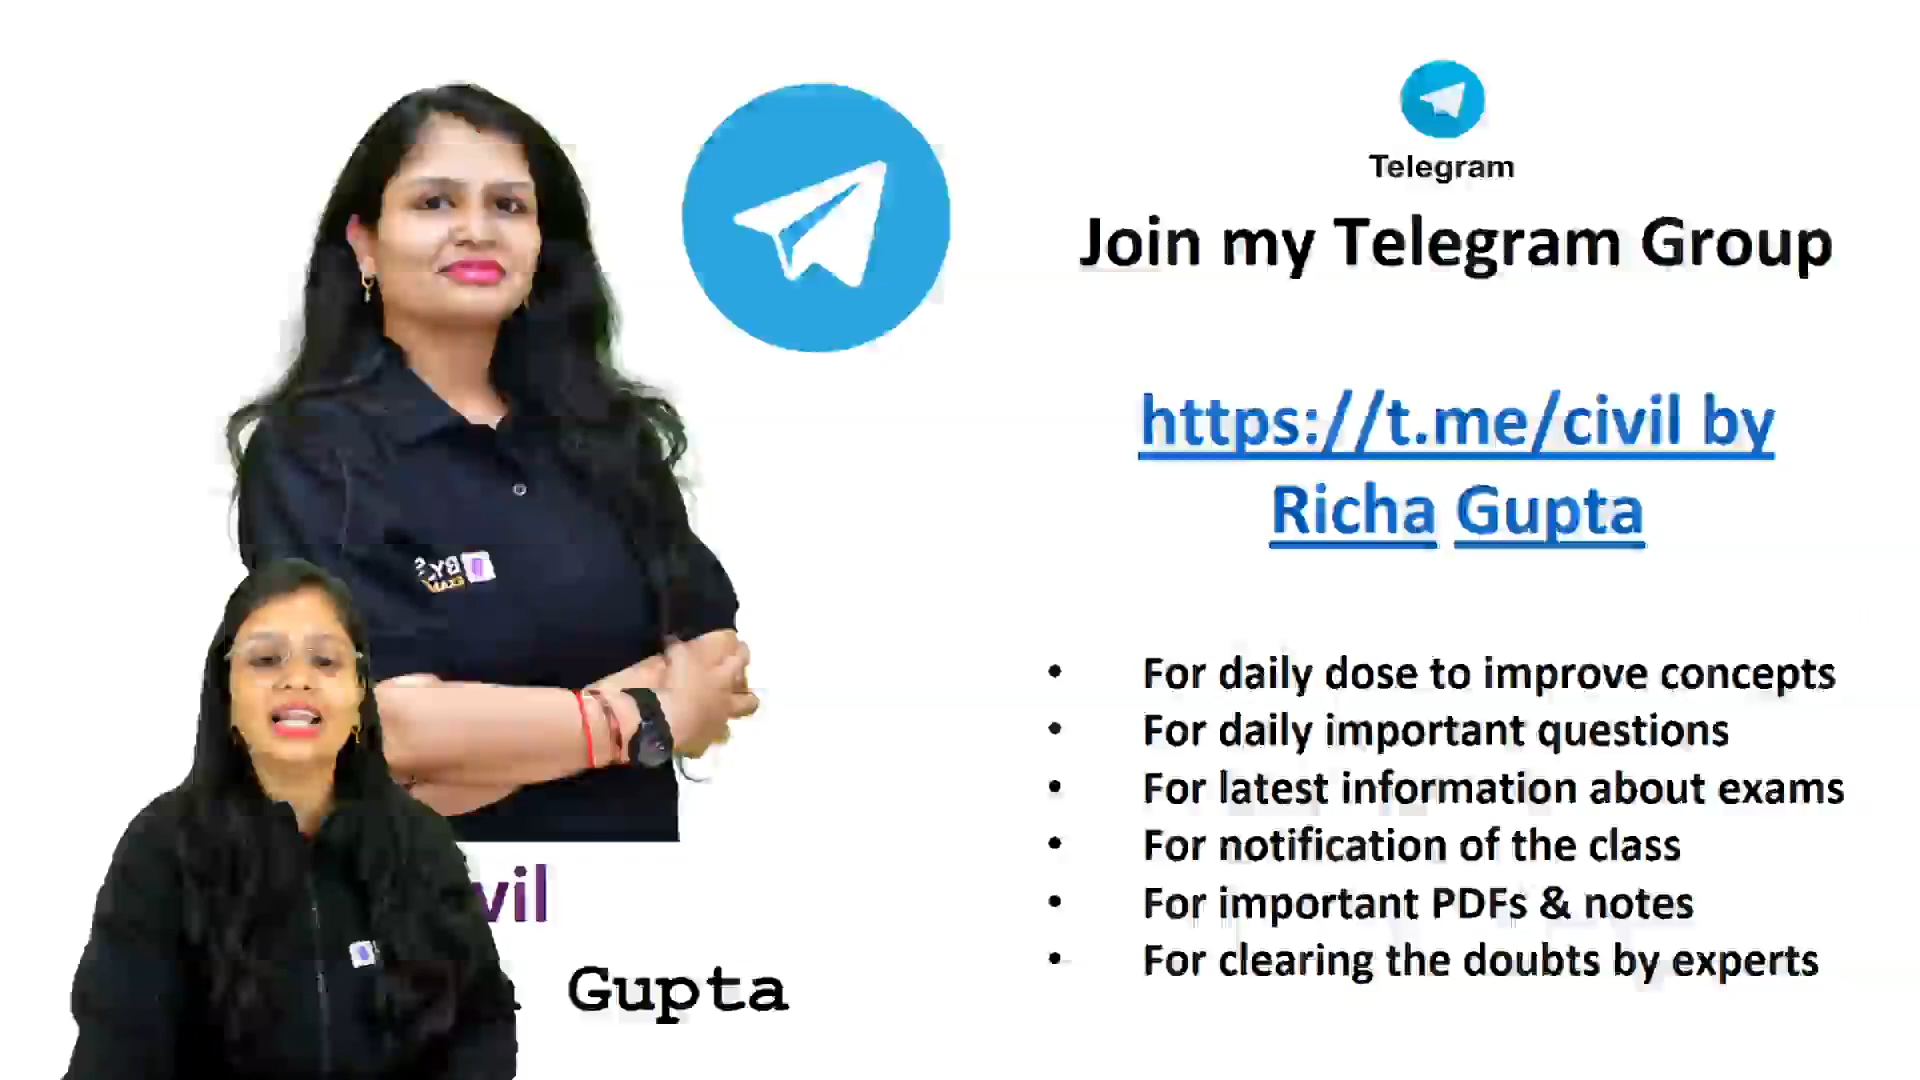 Telegram
Join my Telegram Group
https://t.me/civil by
Richa Gupta
• For daily dose to improve concepts
• For daily important questions
• For latest information about exams
• For notification of the class
• For important PDFs & notes
• For clearing the doubts by experts
vil
Gupta